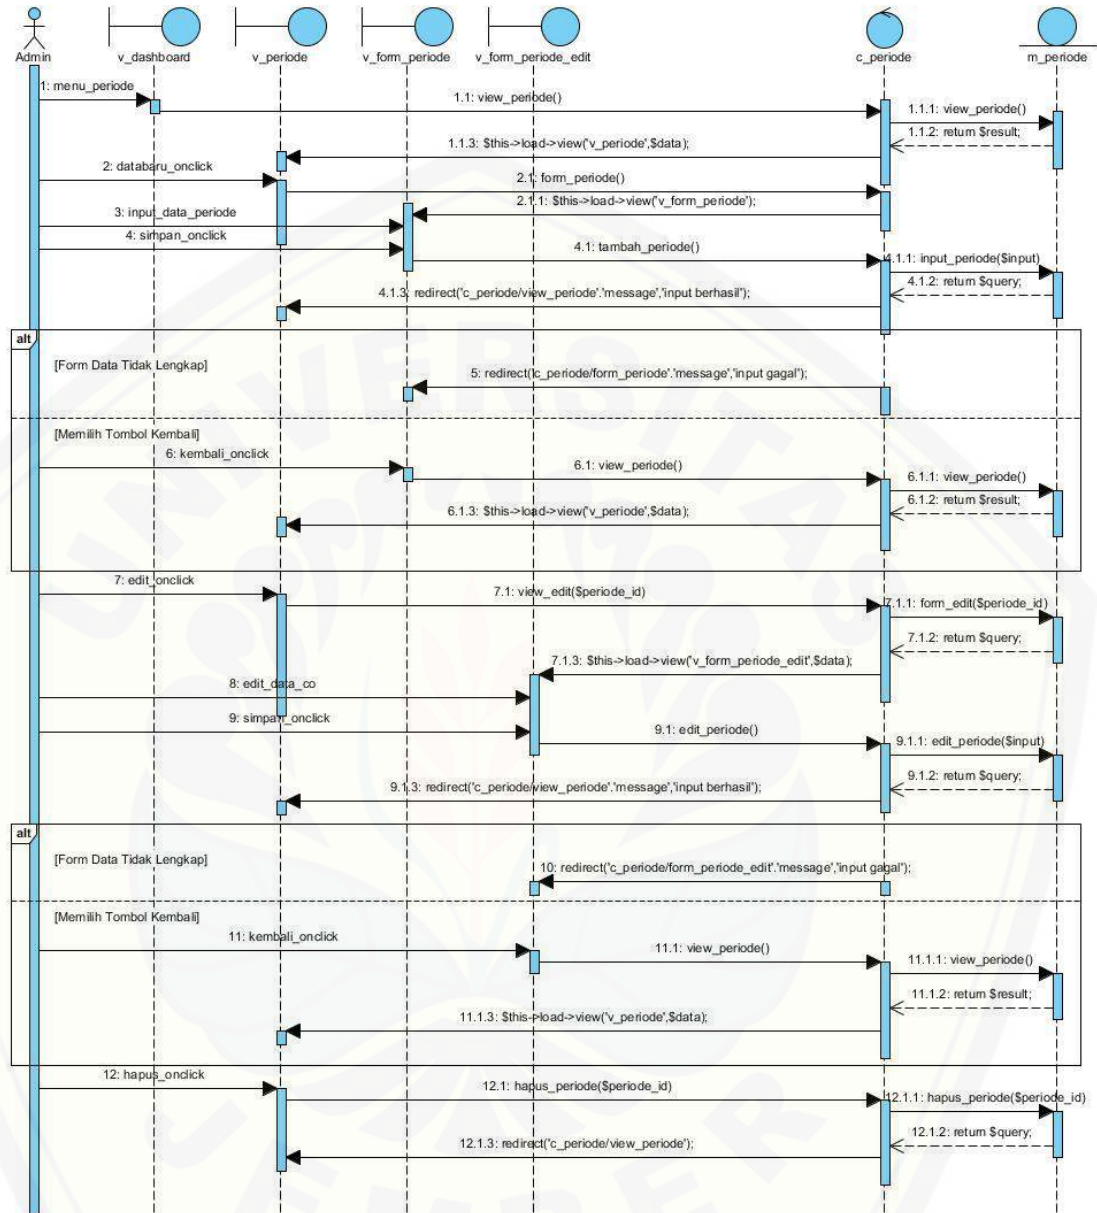 Admin
v_dashboard
v_periode
v_form_periode
v_form_periode_edit
c_periode
m_periode
1: menu_periode
1.1: view_periode()
1.1.1: view_periode()
1.1.2: return $result;
1.1.3: $this->load->view('v_periode',$data);
2: databaru_onclick
2.1: form_periode()
2.1.1: $this->load->view('v_form_periode');
3: input_data_periode
4: simpan_onclick
4.1: tambah_periode()
4.1.1: input_periode($input)
4.1.2: return $query;
4.1.3: redirect('c_periode/view_periode'.'message','input berhasil');
alt
[Form Data Tidak Lengkap]
5: redirect('c_periode/form_periode'.'message','input gagal');
[Memilih Tombol Kembali]
6: kembali_onclick
6.1: view_periode()
6.1.1: view_periode()
6.1.2: return $result;
6.1.3: $this->load->view('v_periode',$data);
7: edit_onclick
7.1: view_edit($periode_id)
7.1.1: form_edit($periode_id)
7.1.2: return $query;
7.1.3: $this->load->view('v_form_periode_edit',$data);
8: edit_data_co
9: simpan_onclick
9.1: edit_periode()
9.1.1: edit_periode($input)
9.1.2: return $query;
9.1.3: redirect('c_periode/view_periode'.'message','input berhasil');
alt
[Form Data Tidak Lengkap]
10: redirect('c_periode/form_periode_edit'.'message','input gagal');
[Memilih Tombol Kembali]
11: kembali_onclick
11.1: view_periode()
11.1.1: view_periode()
11.1.2: return $result;
11.1.3: $this->load->view('v_periode',$data);
12: hapus_onclick
12.1: hapus_periode($periode_id)
12.1.1: hapus_periode($periode_id)
12.1.2: return $query;
12.1.3: redirect('c_periode/view_periode');
UNIVERSITAS
JEMBER